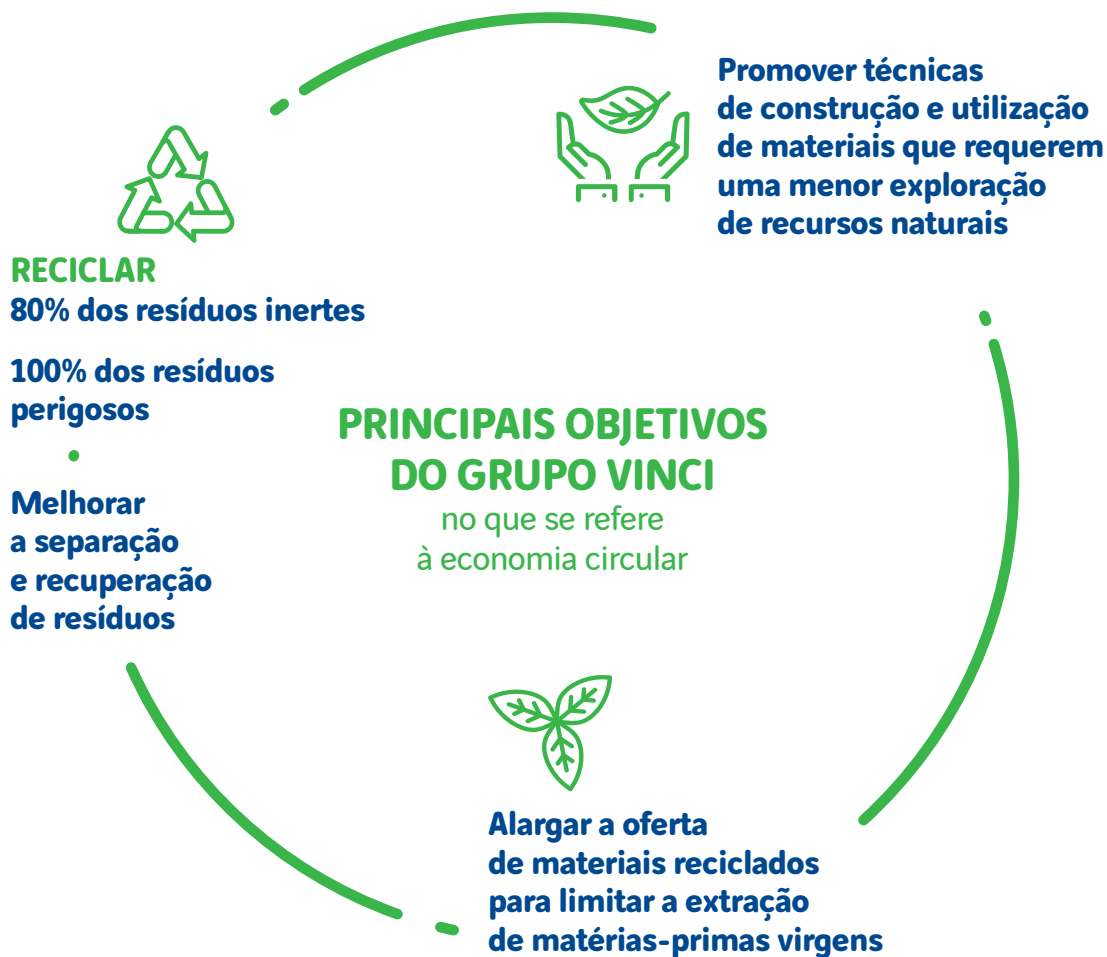 Promover técnicas
de construção e utilização
de materiais que requerem
uma menor exploração
de recursos naturais
RECICLAR
80% dos resíduos inertes
100% dos resíduos
perigosos
Melhorar
a separação
e recuperação
de resíduos
PRINCIPAIS OBJETIVOS
DO GRUPO VINCI
no que se refere
à economia circular
Alargar a oferta
de materiais reciclados
para limitar a extração
de matérias-primas virgens